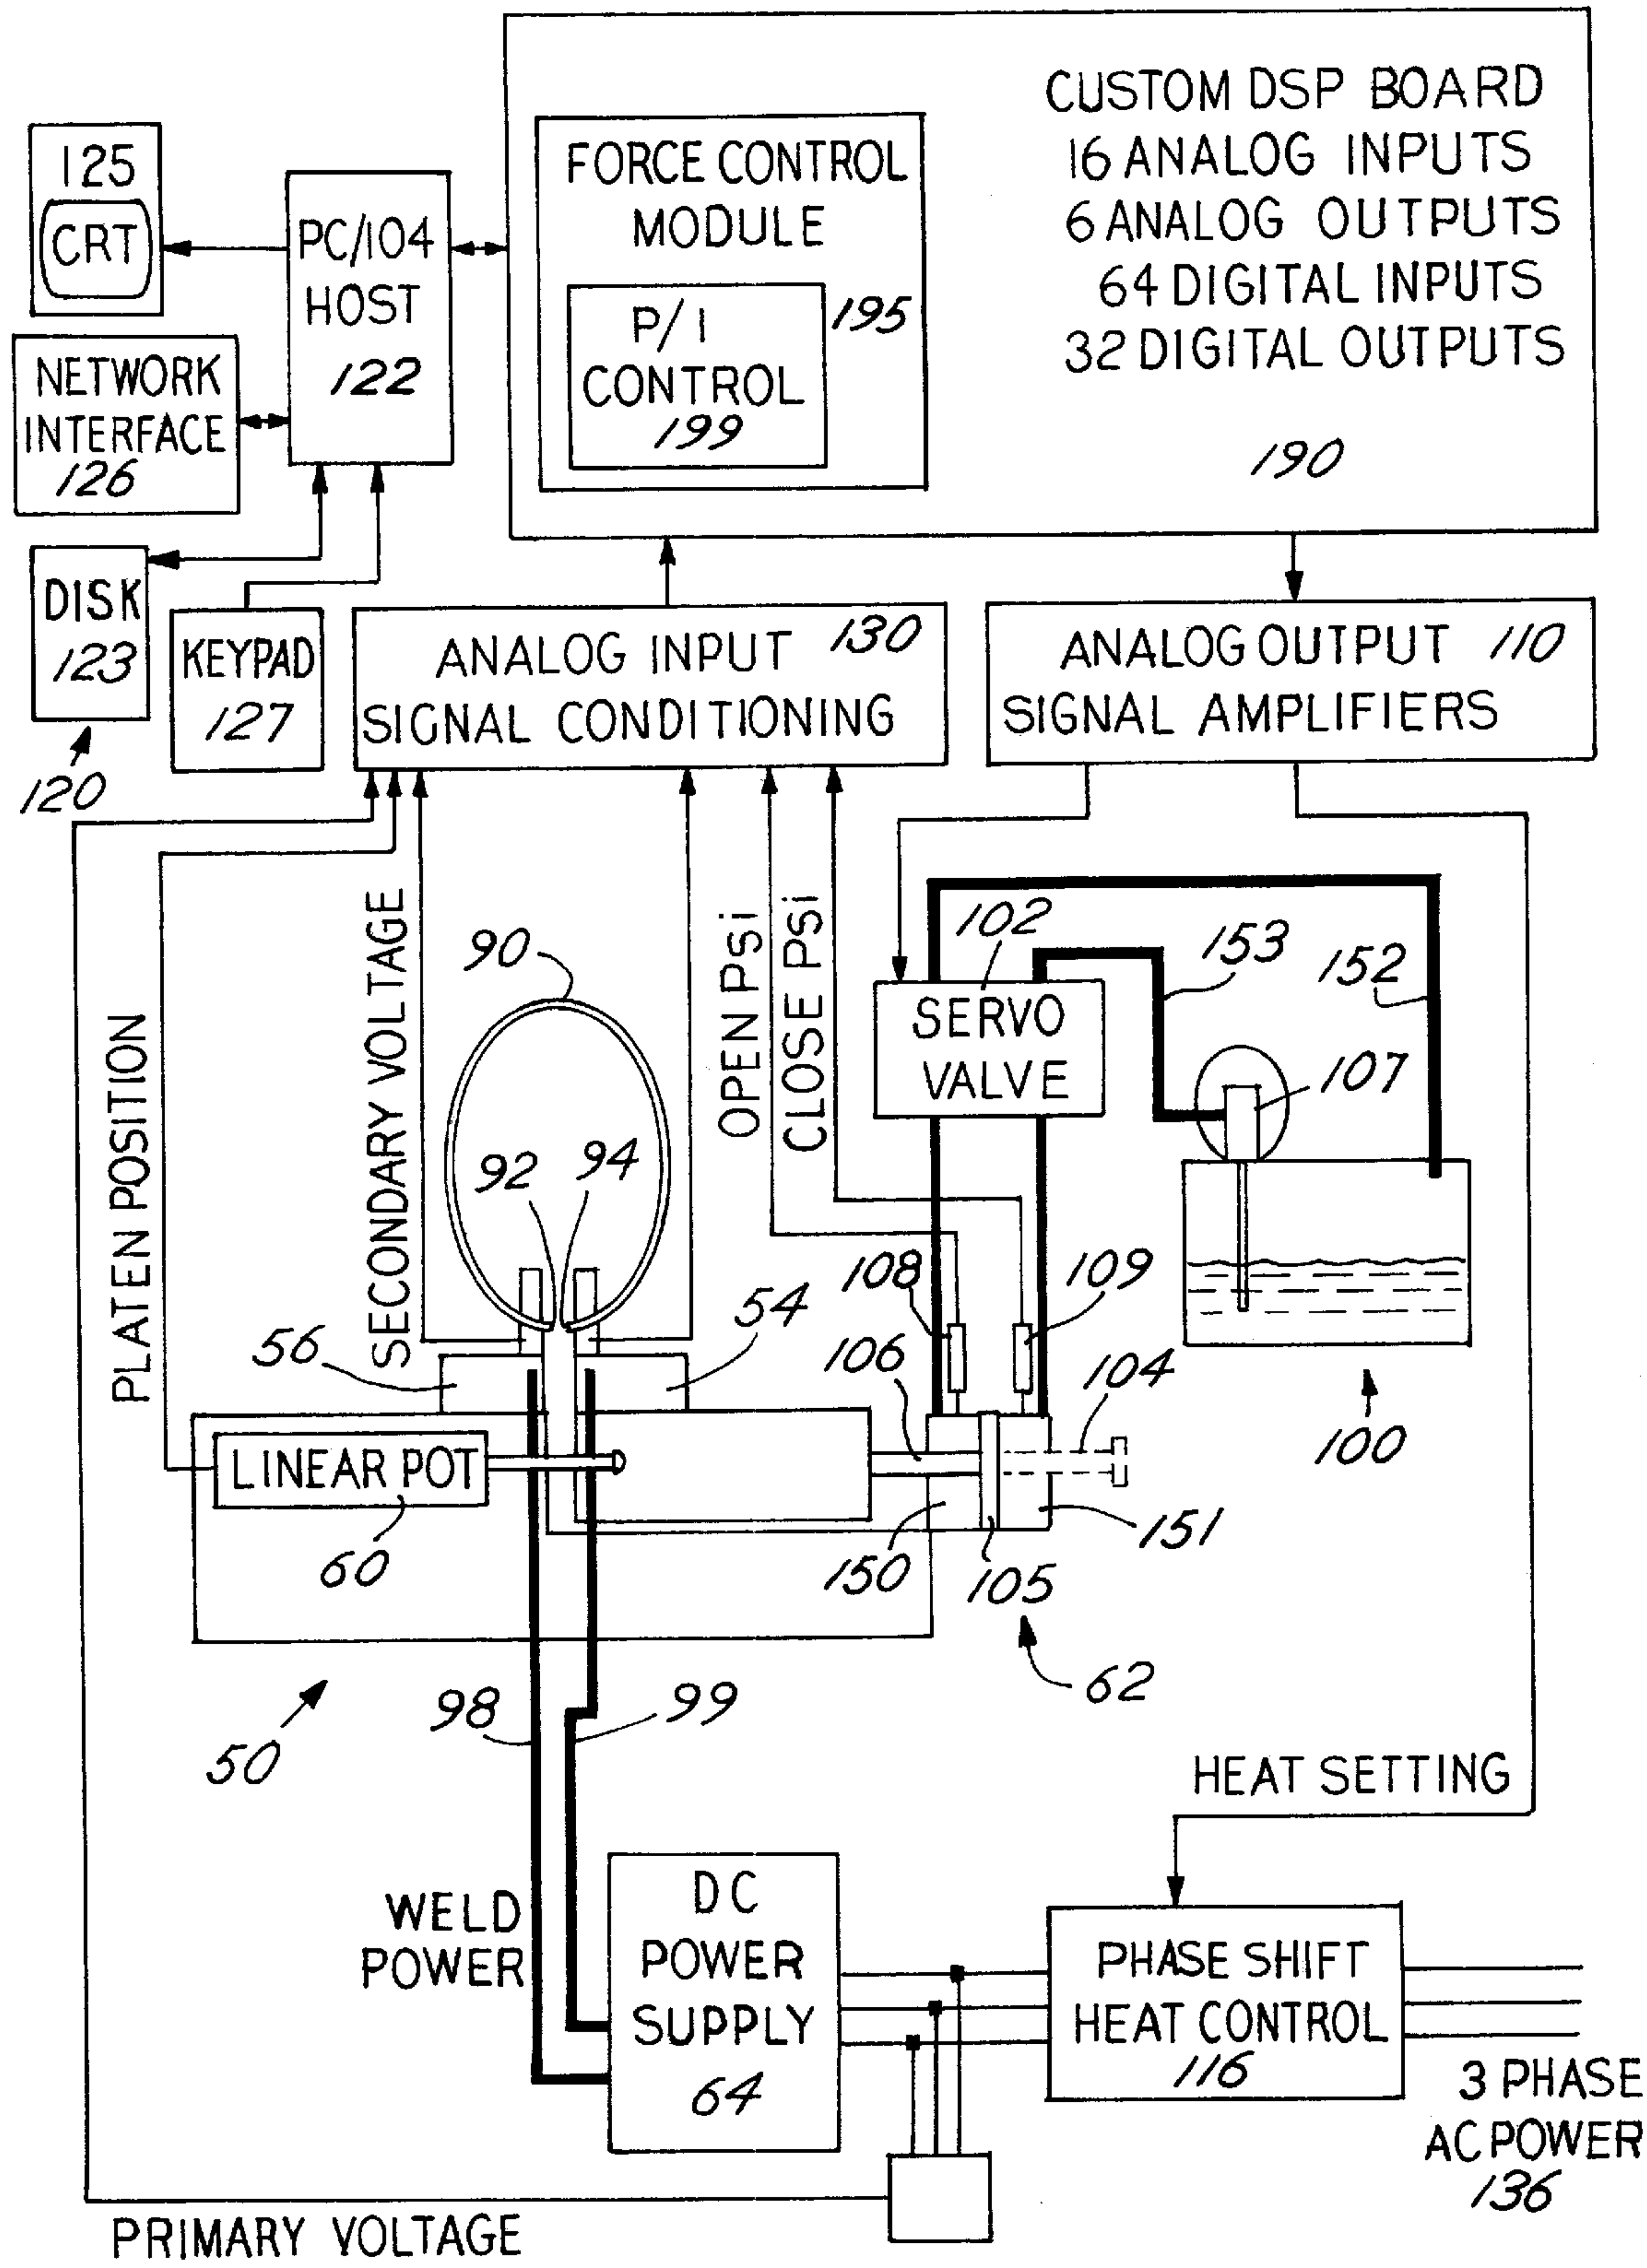 CUSTOM DSP BOARD
16 ANALOG INPUTS
6 ANALOG OUTPUTS
64 DIGITAL INPUTS
32 DIGITAL OUTPUTS
190
FORCE CONTROL
MODULE
195
P/I
CONTROL
199
125
CRT
PC/104
HOST
122
NETWORK
INTERFACE
126
DISK
123
120
KEYPAD
127
ANALOG INPUT 130
SIGNAL CONDITIONING
ANALOG OUTPUT 110
SIGNAL AMPLIFIERS
PLATEN POSITION
SECONDARY VOLTAGE
OPEN PSi
CLOSE PSi
90
92
94
102
153
152
SERVO
VALVE
107
108
109
56
54
106
104
100
LINEAR POT
60
150
105
151
62
50
98
99
HEAT SETTING
WELD
POWER
DC
POWER
SUPPLY
64
PHASE SHIFT
HEAT CONTROL
116
3 PHASE
AC POWER
136
PRIMARY VOLTAGE